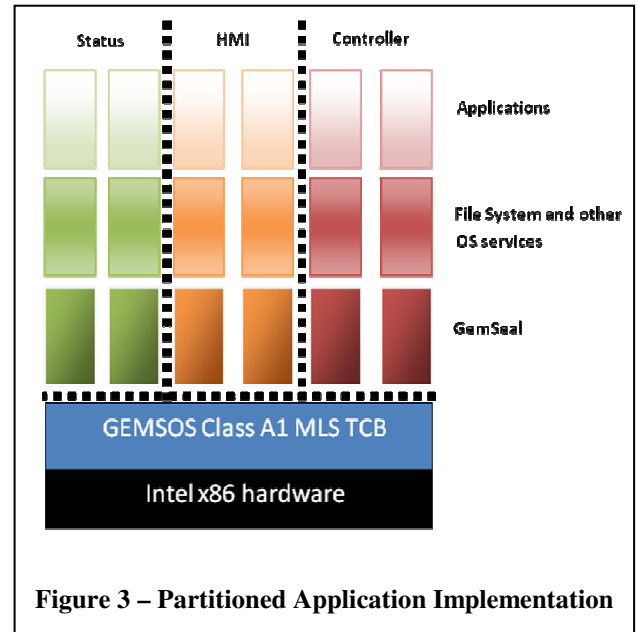 Status HMI Controller
Applications
File System and other
OS services
GemSeal
GEMSOS Class A1 MLS TCB
Intel x86 hardware
Figure 3 – Partitioned Application Implementation